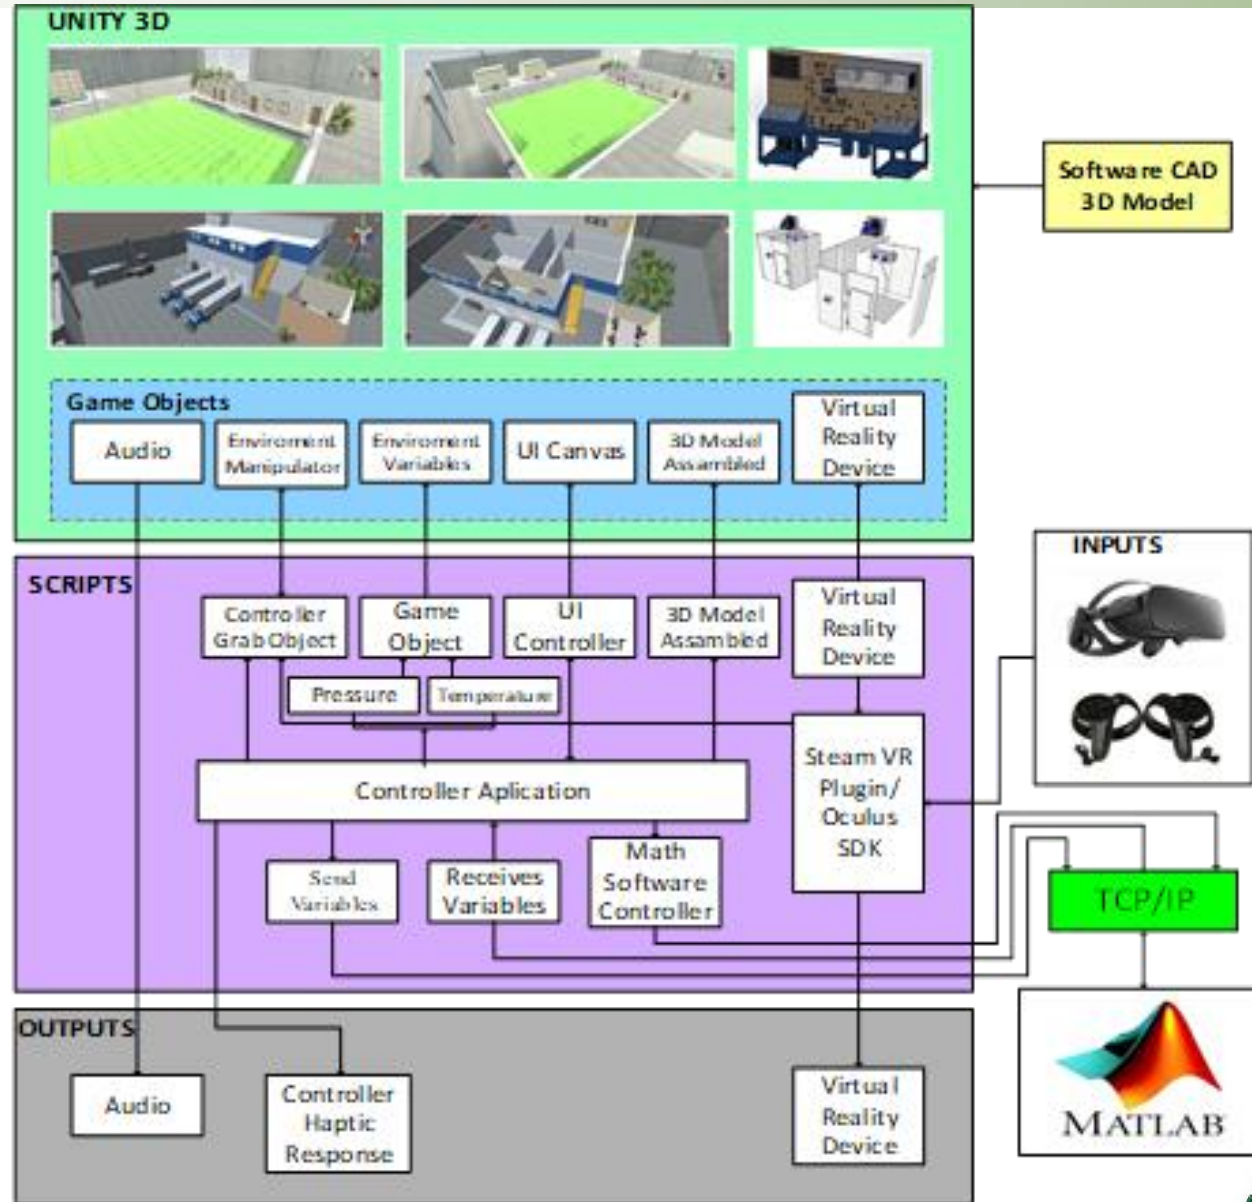 UNITY 3D
Software CAD
3D Model
Game Objects
Audio
Enviroment
Manipulator
Enviroment
Variables
UI Canvas
3D Model
Assambled
Virtual
Reality
Device
INPUTS
SCRIPTS
Controller
Grab Object
Game
Object
UI
Controller
3D Model
Assambled
Virtual
Reality
Device
Pressure
Temperature
Controller Aplication
Steam VR
Plugin/
Oculus
SDK
Send
Variables
Receives
Variables
Math
Software
Controller
TCP/IP
MATLAB
OUTPUTS
Audio
Controller
Haptic
Response
Virtual
Reality
Device